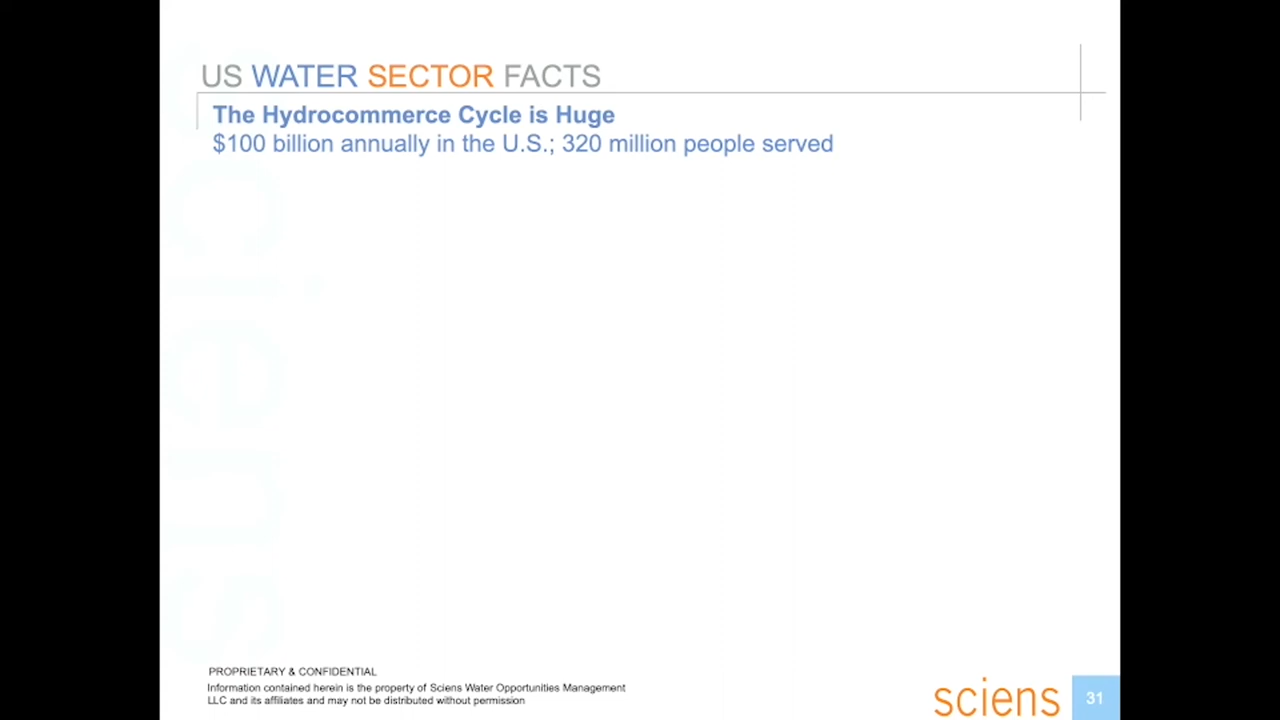 US WATER SECTOR FACTS
The Hydrocommerce Cycle is Huge
$100 billion annually in the U.S.; 320 million people served
sciens
PROPRIETARY & CONFIDENTIAL
Information contained herein is the property of Sciens Water Opportunities Management
LLC and its affiliates and may not be distributed without permission
sciens
31